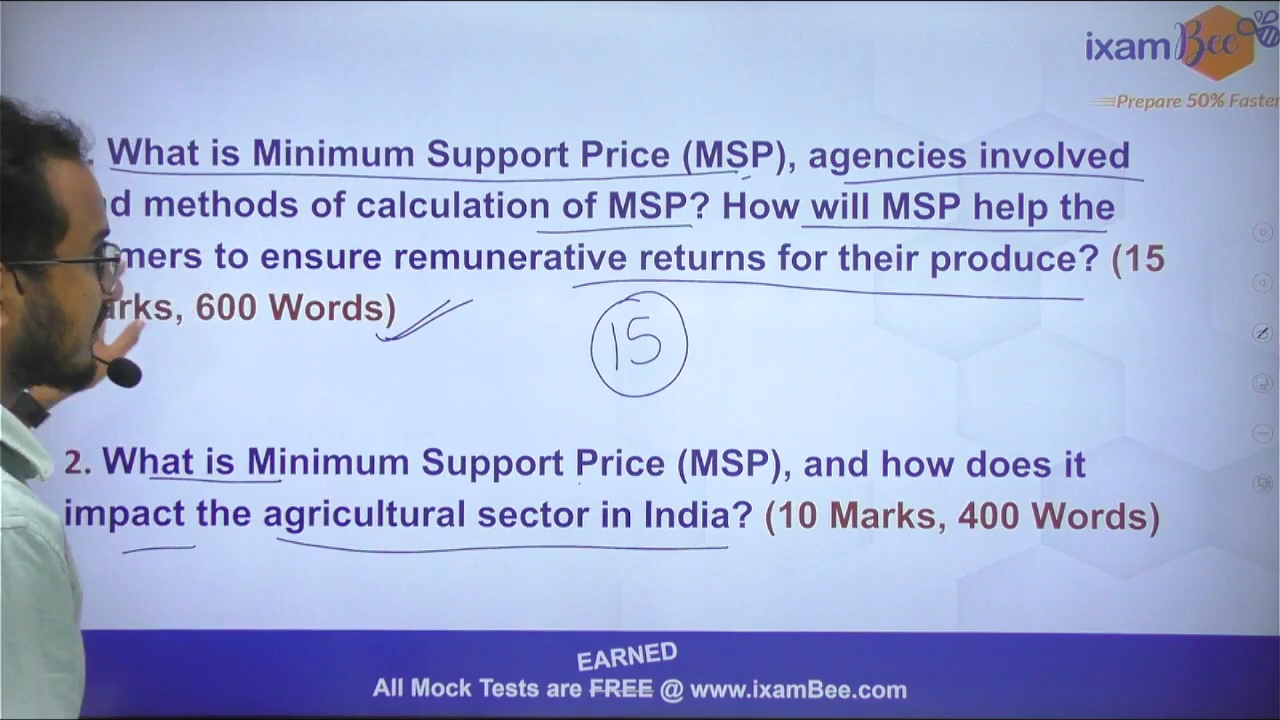 ixamBee
Prepare 50% Faster
. What is Minimum Support Price (MSP), agencies involved
d methods of calculation of MSP? How will MSP help the
mers to ensure remunerative returns for their produce? (15
arks, 600 Words)
15
2. What is Minimum Support Price (MSP), and how does it
impact the agricultural sector in India? (10 Marks, 400 Words)
EARNED
All Mock Tests are FREE @ www.ixamBee.com